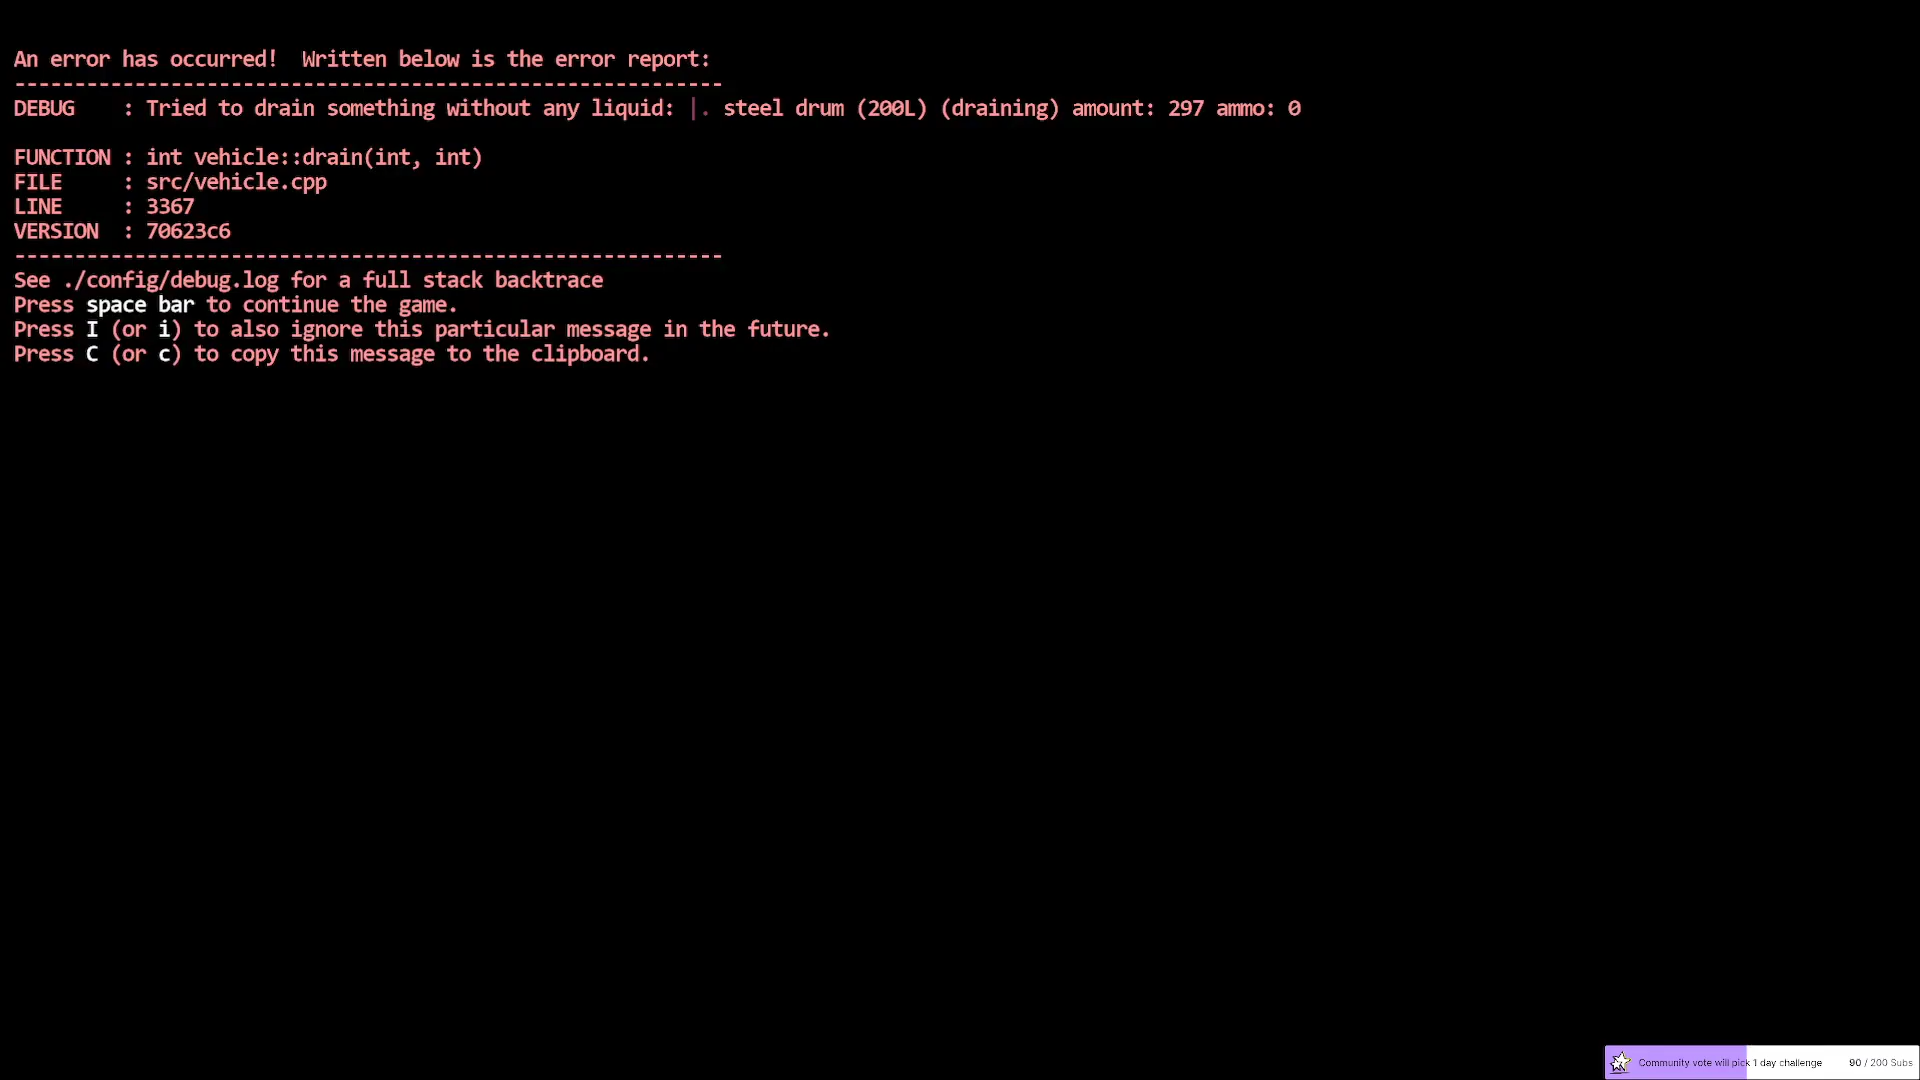 An error has occurred!  Written below is the error report:
-----------------------------------------------------------
DEBUG    : Tried to drain something without any liquid: |. steel drum (200L) (draining) amount: 297 ammo: 0
FUNCTION : int vehicle::drain(int, int)
FILE     : src/vehicle.cpp
LINE     : 3367
VERSION  : 70623c6
-----------------------------------------------------------
See ./config/debug.log for a full stack backtrace
Press space bar to continue the game.
Press I (or i) to also ignore this particular message in the future.
Press C (or c) to copy this message to the clipboard.
Community vote will pick 1 day challenge 90 / 200 Subs